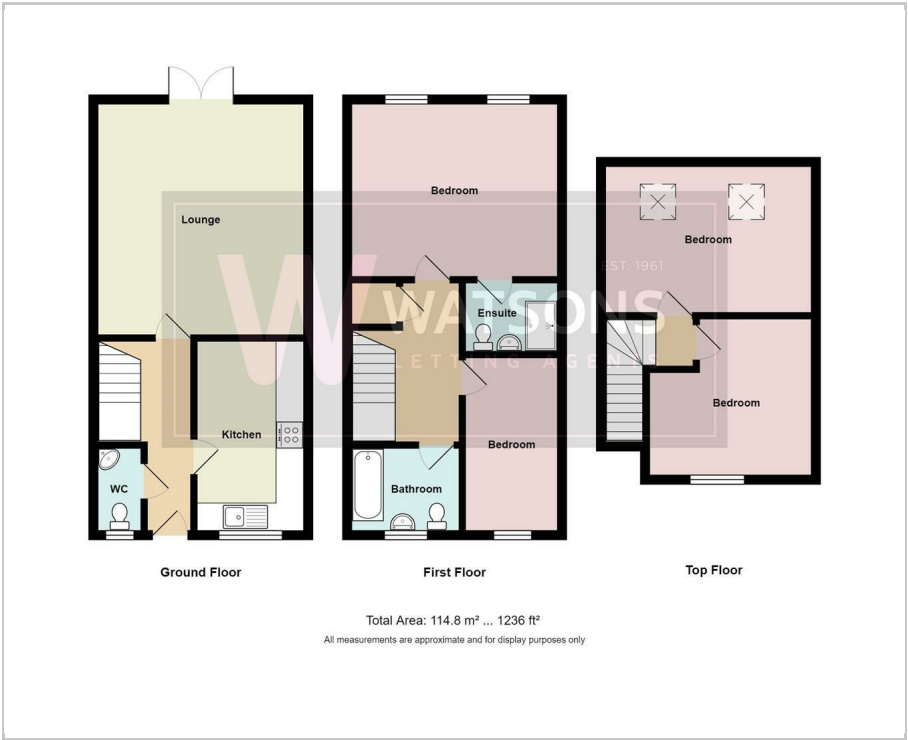 Lounge
Kitchen
WC
Ground Floor
Bedroom
Ensuite
Bedroom
Bathroom
First Floor
Bedroom
Bedroom
Top Floor
EST. 1961
WATSONS
LETTING AGENTS
Total Area: 114.8 m² ... 1236 ft²
All measurements are approximate and for display purposes only